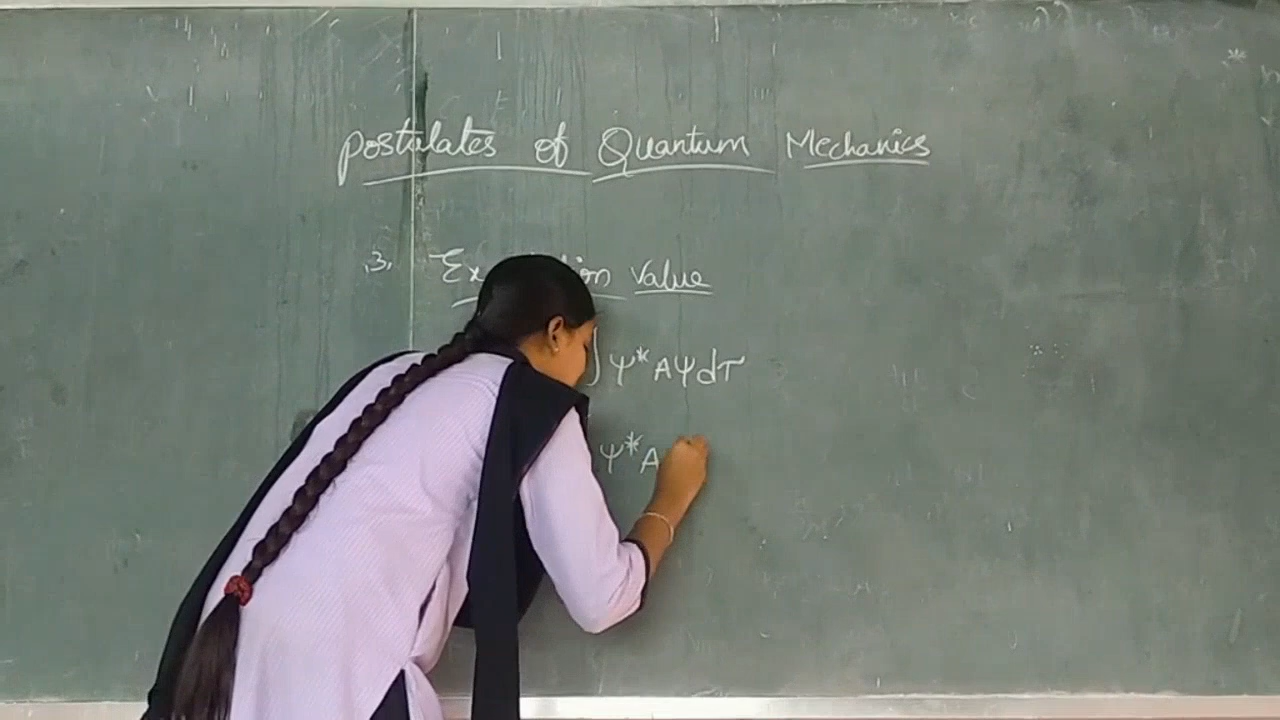 postulates of Quantum Mechanics
3. value
∫ψ*Aψdτ
ψ*A